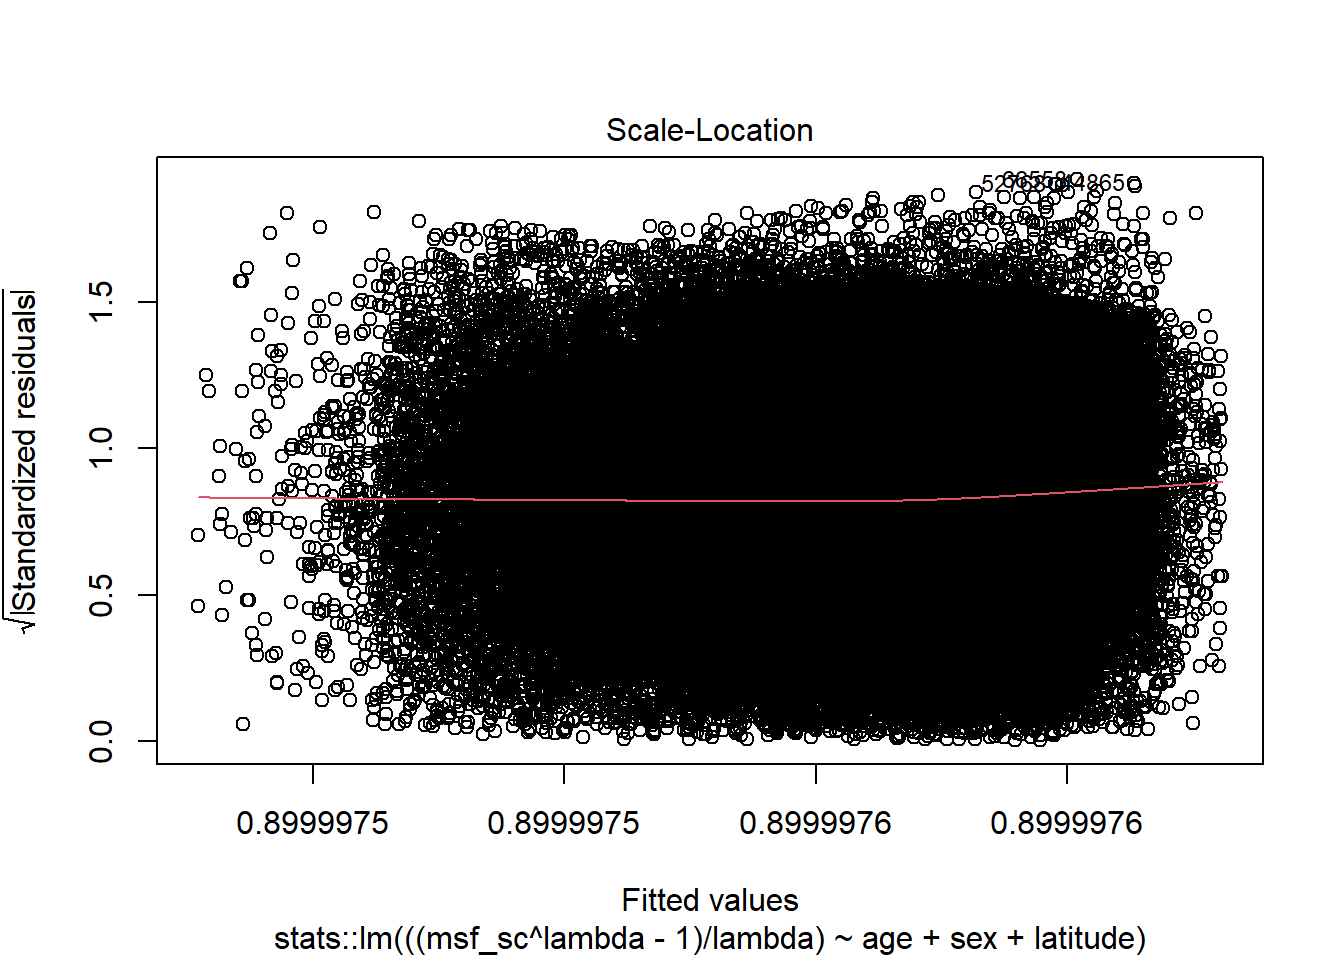 Scale-Location
√|Standardized residuals|
1.5
1.0
0.5
0.0
0.8999975 0.8999975 0.8999976 0.8999976
Fitted values
stats::lm(((msf_sc^lambda - 1)/lambda) ~ age + sex + latitude)